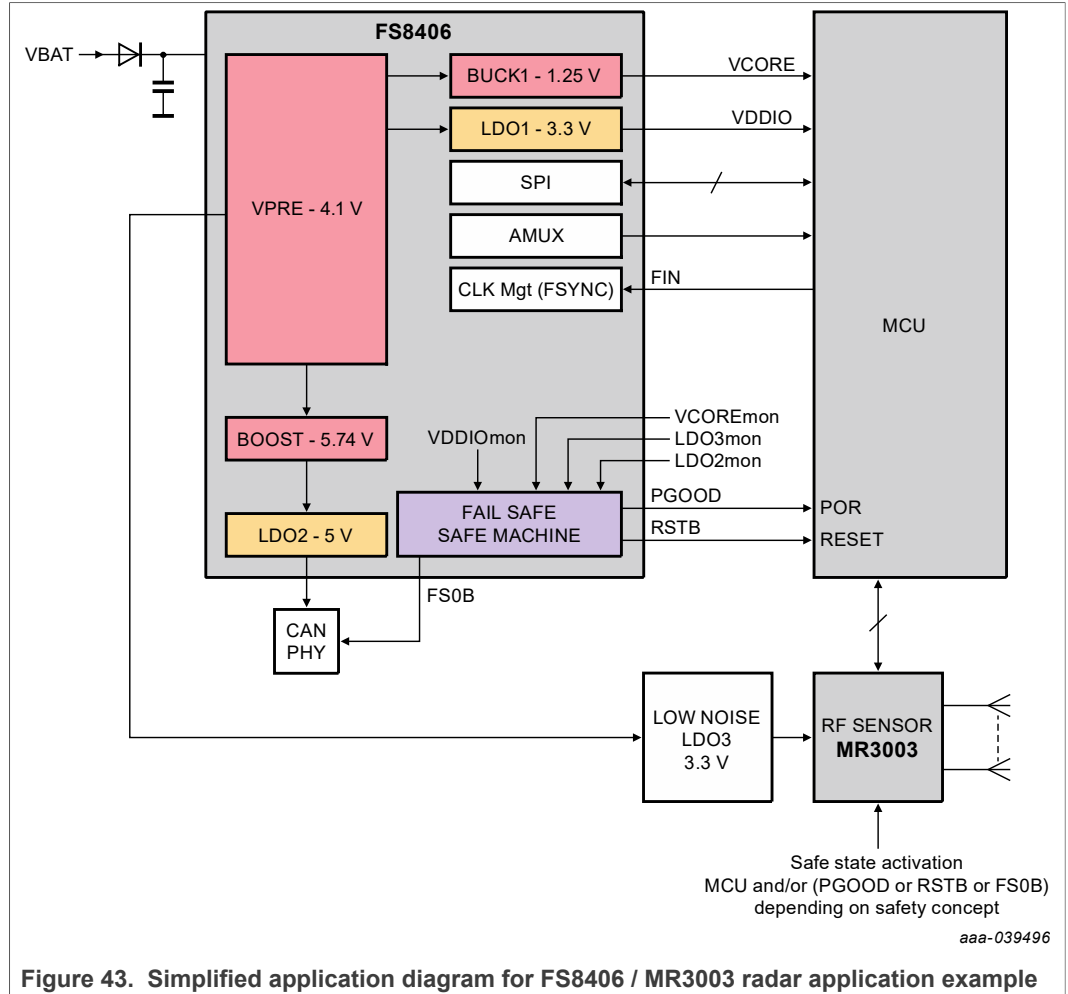 FS8406
VBAT
VPRE - 4.1 V
BUCK1 - 1.25 V
VCORE
LDO1 - 3.3 V
VDDIO
SPI
AMUX
CLK Mgt (FSYNC)
FIN
MCU
BOOST - 5.74 V
LDO2 - 5 V
VDDIOmon
VCOREmon
LDO3mon
LDO2mon
FAIL SAFE
SAFE MACHINE
PGOOD
POR
RSTB
RESET
FS0B
CAN
PHY
LOW NOISE
LDO3
3.3 V
RF SENSOR
MR3003
Safe state activation
MCU and/or (PGOOD or RSTB or FS0B)
depending on safety concept
aaa-039496
Figure 43. Simplified application diagram for FS8406 / MR3003 radar application example